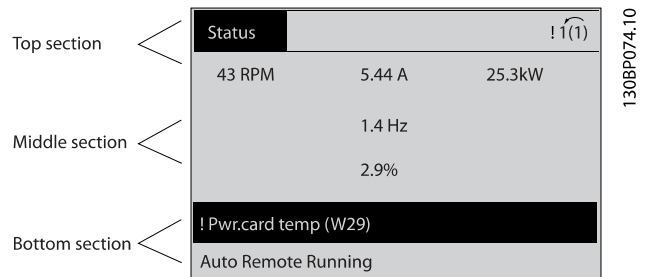 Top section
Status
! 1(1)
43 RPM 5.44 A 25.3kW
Middle section
1.4 Hz
2.9%
Bottom section
! Pwr.card temp (W29)
Auto Remote Running
130BP074.10